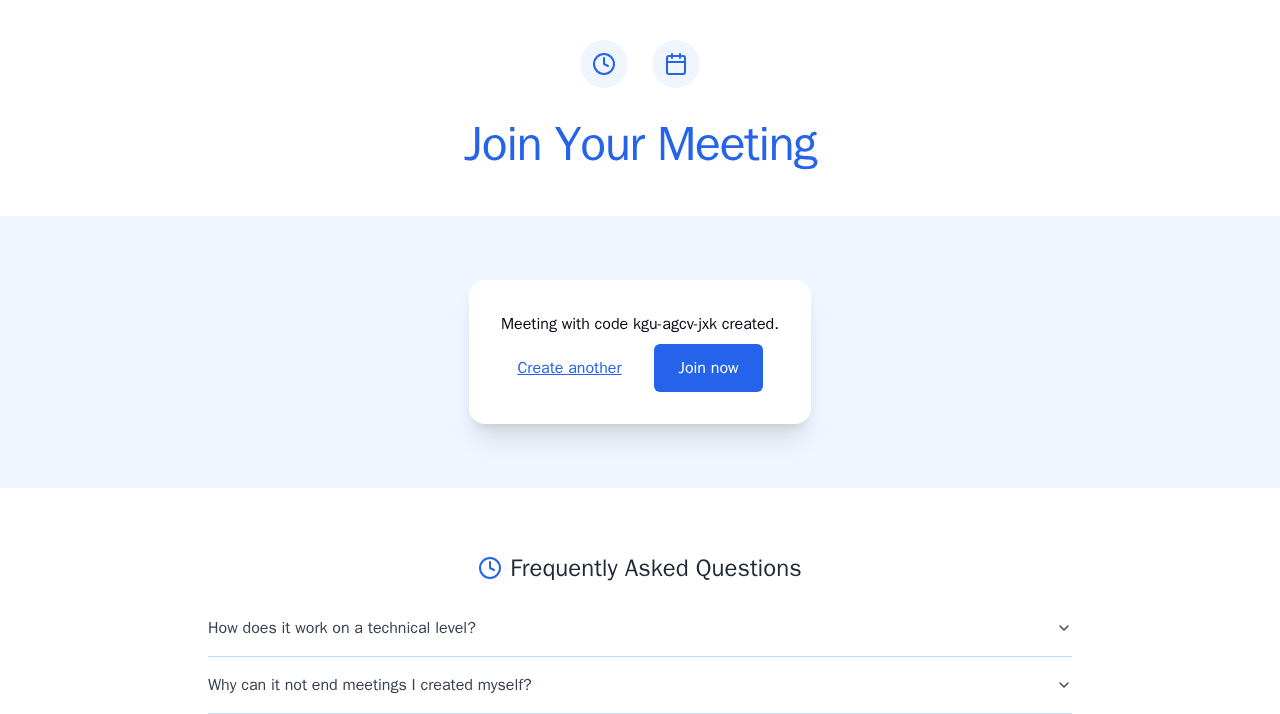 Join Your Meeting
Meeting with code kgu-agcv-jxk created.
Create another
Join now
Frequently Asked Questions
How does it work on a technical level?
Why can it not end meetings I created myself?